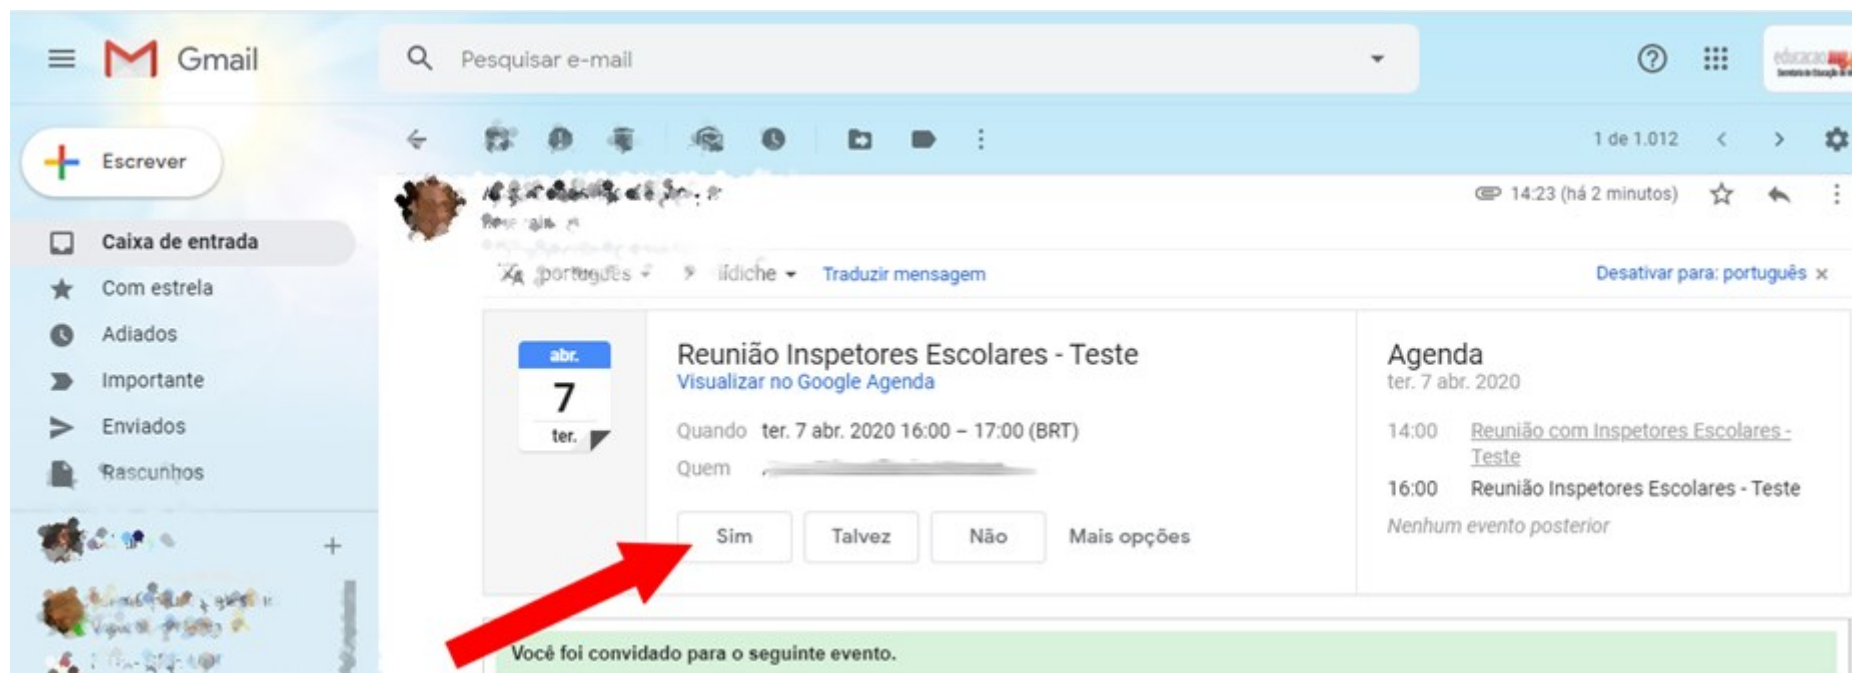 Gmail
Pesquisar e-mail
Escrever
1 de 1.012
14:23 (há 2 minutos)
Caixa de entrada
Com estrela
Adiados
Importante
Enviados
Rascunhos
português
iídiche
Traduzir mensagem
Desativar para: português ×
abr.
7
ter.
Reunião Inspetores Escolares - Teste
Visualizar no Google Agenda
Quando ter. 7 abr. 2020 16:00 – 17:00 (BRT)
Quem
Sim Talvez Não Mais opções
Agenda
ter. 7 abr. 2020
14:00 Reunião com Inspetores Escolares -
Teste
16:00 Reunião Inspetores Escolares - Teste
Nenhum evento posterior
Você foi convidado para o seguinte evento.